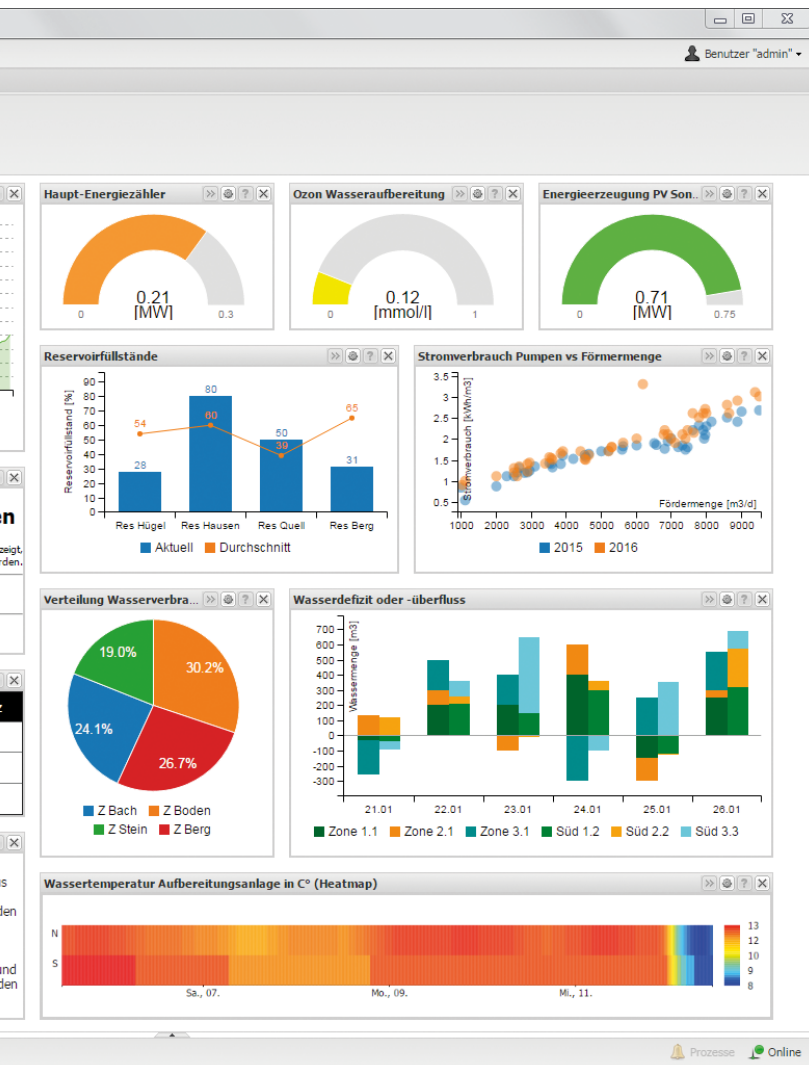 Benutzer "admin"
Haupt-Energiezähler
0.21
[MW]
0
0.3
Ozon Wasseraufbereitung
0.12
[mmol/l]
0
1
Energieerzeugung PV Son..
0.71
[MW]
0
0.75
Reservoirfüllstände
Reservoirfüllstand [%]
90
80
70
60
50
40
30
20
10
0
54
28
80
60
50
39
65
31
Res Hügel Res Hausen Res Quell Res Berg
Aktuell Durchschnitt
Stromverbrauch Pumpen vs Förmermenge
Stromverbrauch [kWh/m3]
3.5
3
2.5
2
1.5
1
0.5
Fördermenge [m3/d]
1000 2000 3000 4000 5000 6000 7000 8000 9000
2015 2016
en
zeigt,
rden.
Verteilung Wasserverbra...
19.0%
30.2%
24.1%
26.7%
Z Bach Z Boden
Z Stein Z Berg
Wasserdefizit oder -überfluss
Wassermenge [m3]
700
600
500
400
300
200
100
0
-100
-200
-300
21.01 22.01 23.01 24.01 25.01 26.01
Zone 1.1 Zone 2.1 Zone 3.1 Süd 1.2 Süd 2.2 Süd 3.3
z
us
den
und
den
Wassertemperatur Aufbereitungsanlage in C° (Heatmap)
N
S
Sa., 07. Mo., 09. Mi., 11.
13
12
10
9
8
Prozesse Online